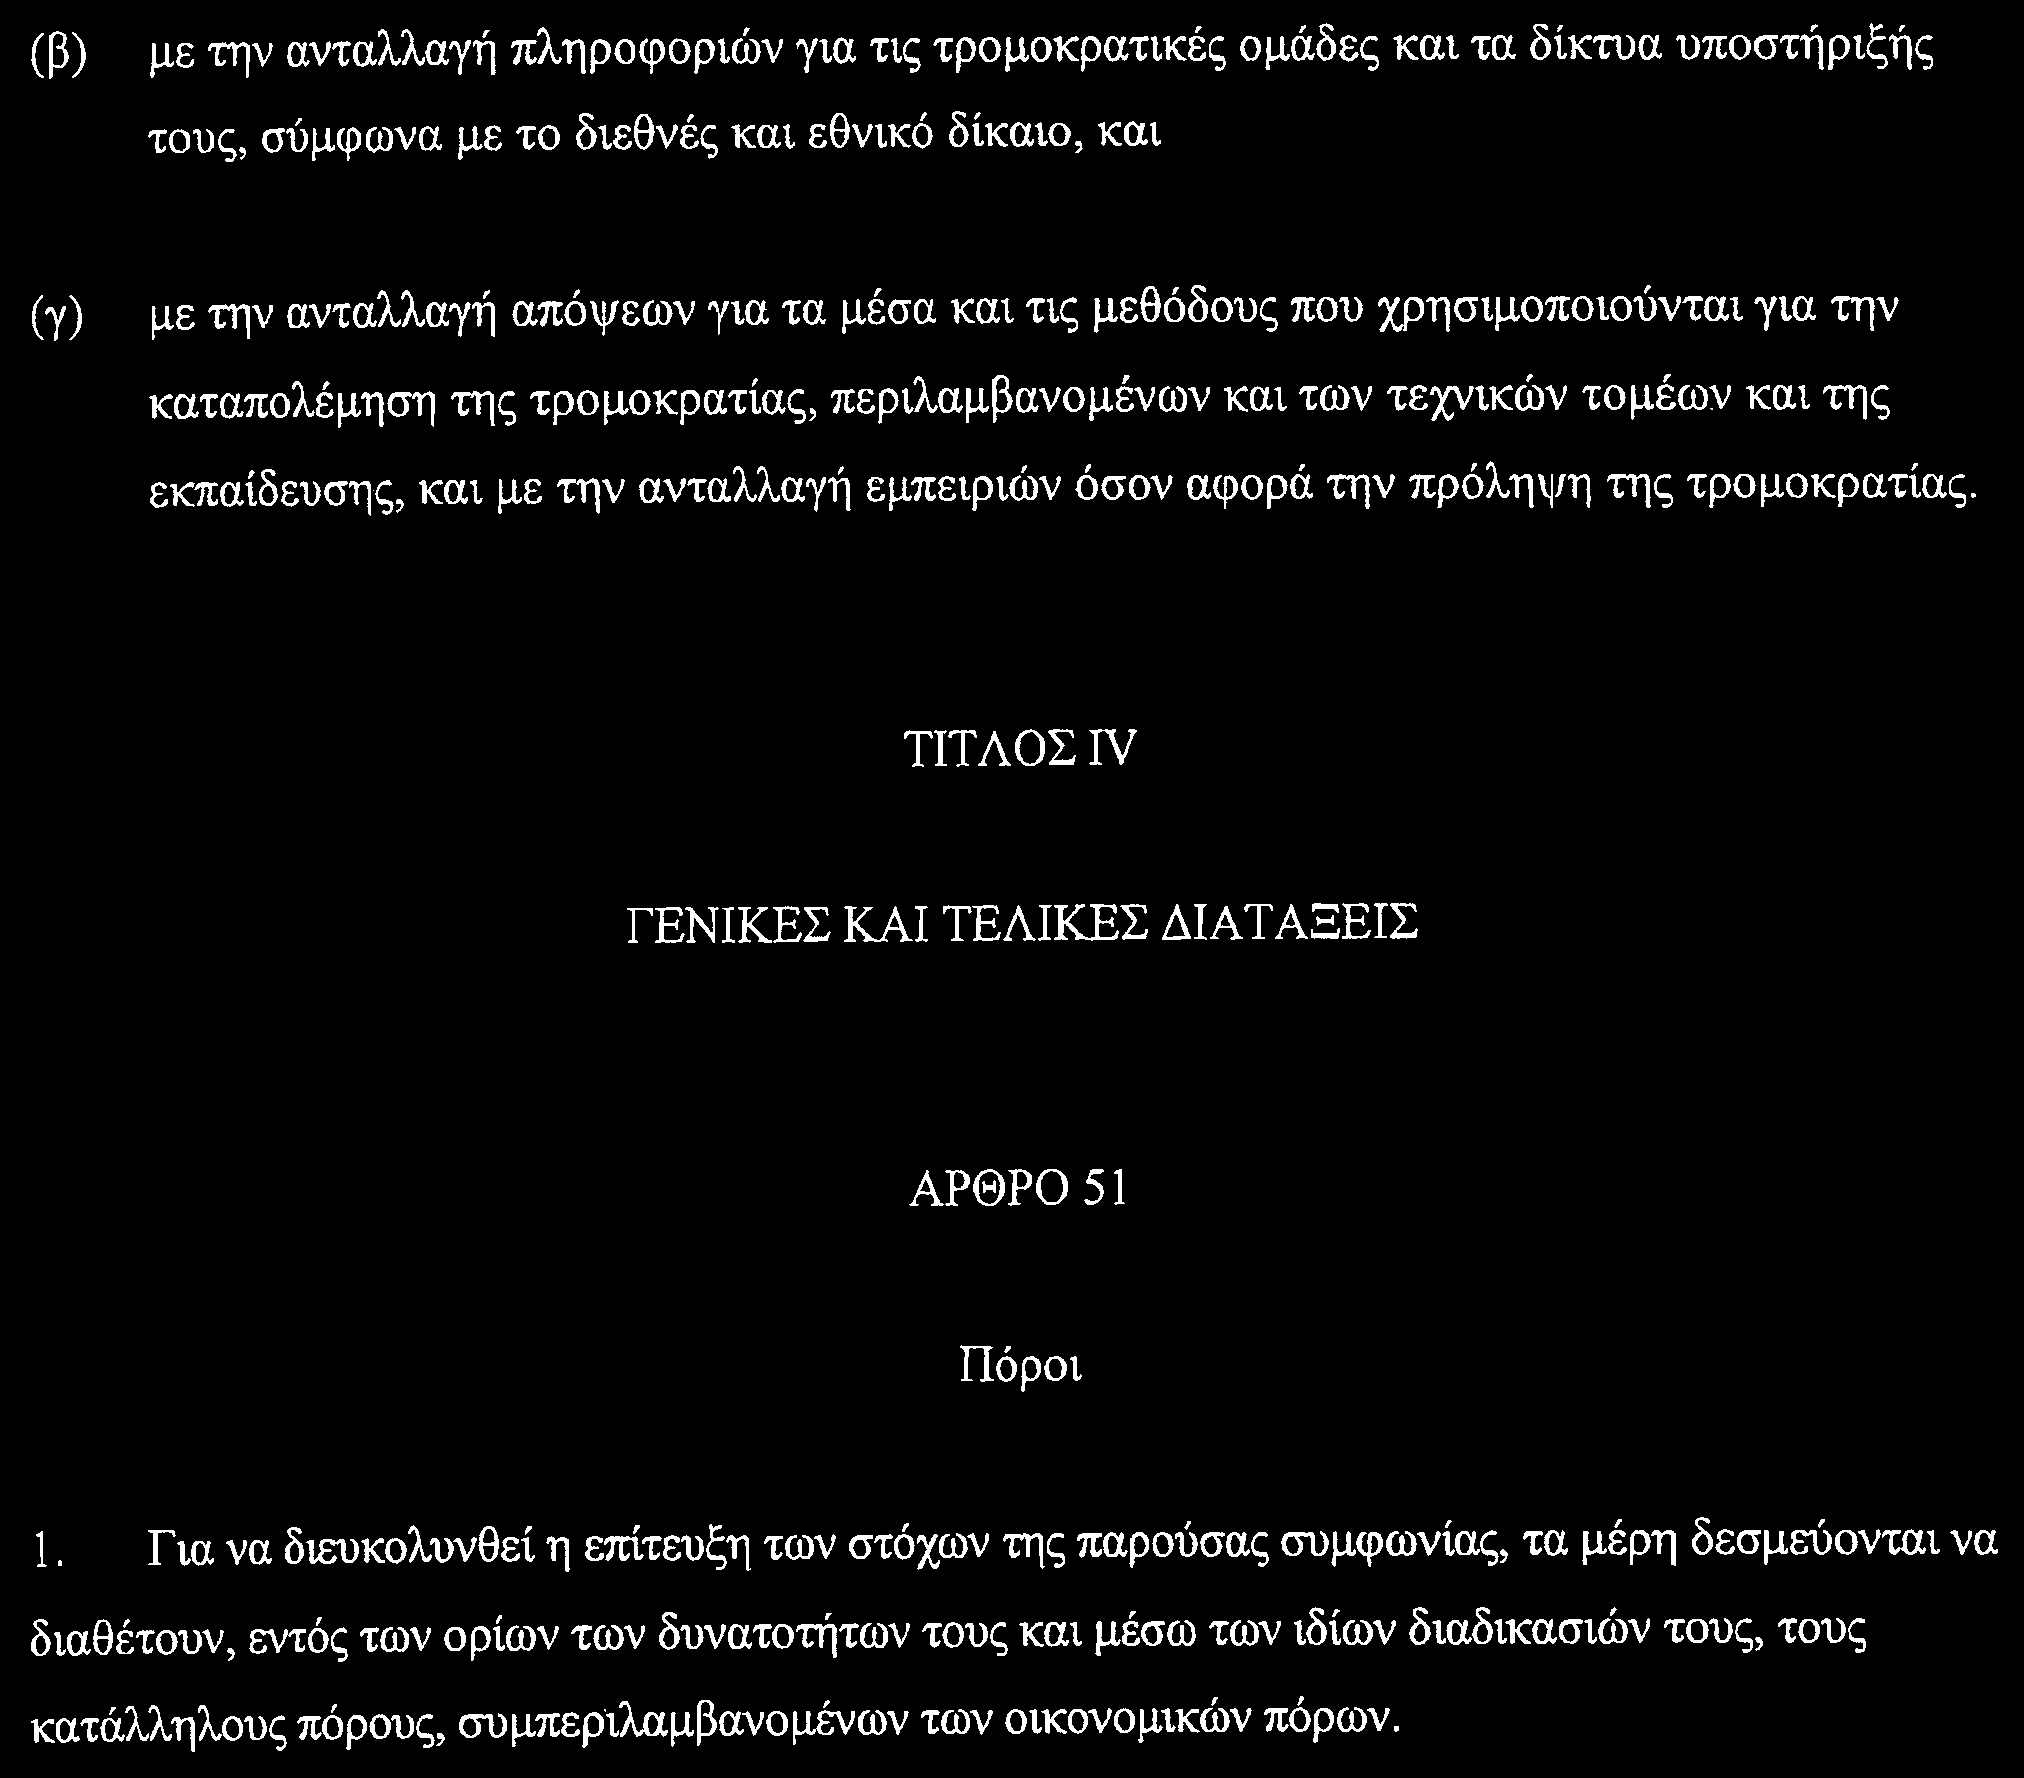 (β) με την ανταλλαγή πληροφοριών για τις τρομοκρατικές ομάδες και τα δίκτυα υποστήριξής
τους, σύμφωνα με το διεθνές και εθνικό δίκαιο, και
(γ) με την ανταλλαγή απόψεων για τα μέσα και τις μεθόδους που χρησιμοποιούνται για την
καταπολέμηση της τρομοκρατίας, περιλαμβανομένων και των τεχνικών τομέων και της
εκπαίδευσης, και με την ανταλλαγή εμπειριών όσον αφορά την πρόληψη της τρομοκρατίας.
ΤΙΤΛΟΣ IV
ΓΕΝΙΚΕΣ ΚΑΙ ΤΕΛΙΚΕΣ ΔΙΑΤΑΞΕΙΣ
ΑΡΘΡΟ 51
Πόροι
1. Για να διευκολυνθεί η επίτευξη των στόχων της παρούσας συμφωνίας, τα μέρη δεσμεύονται να
διαθέτουν, εντός των ορίων των δυνατοτήτων τους και μέσω των ιδίων διαδικασιών τους, τους
κατάλληλους πόρους, συμπεριλαμβανομένων των οικονομικών πόρων.